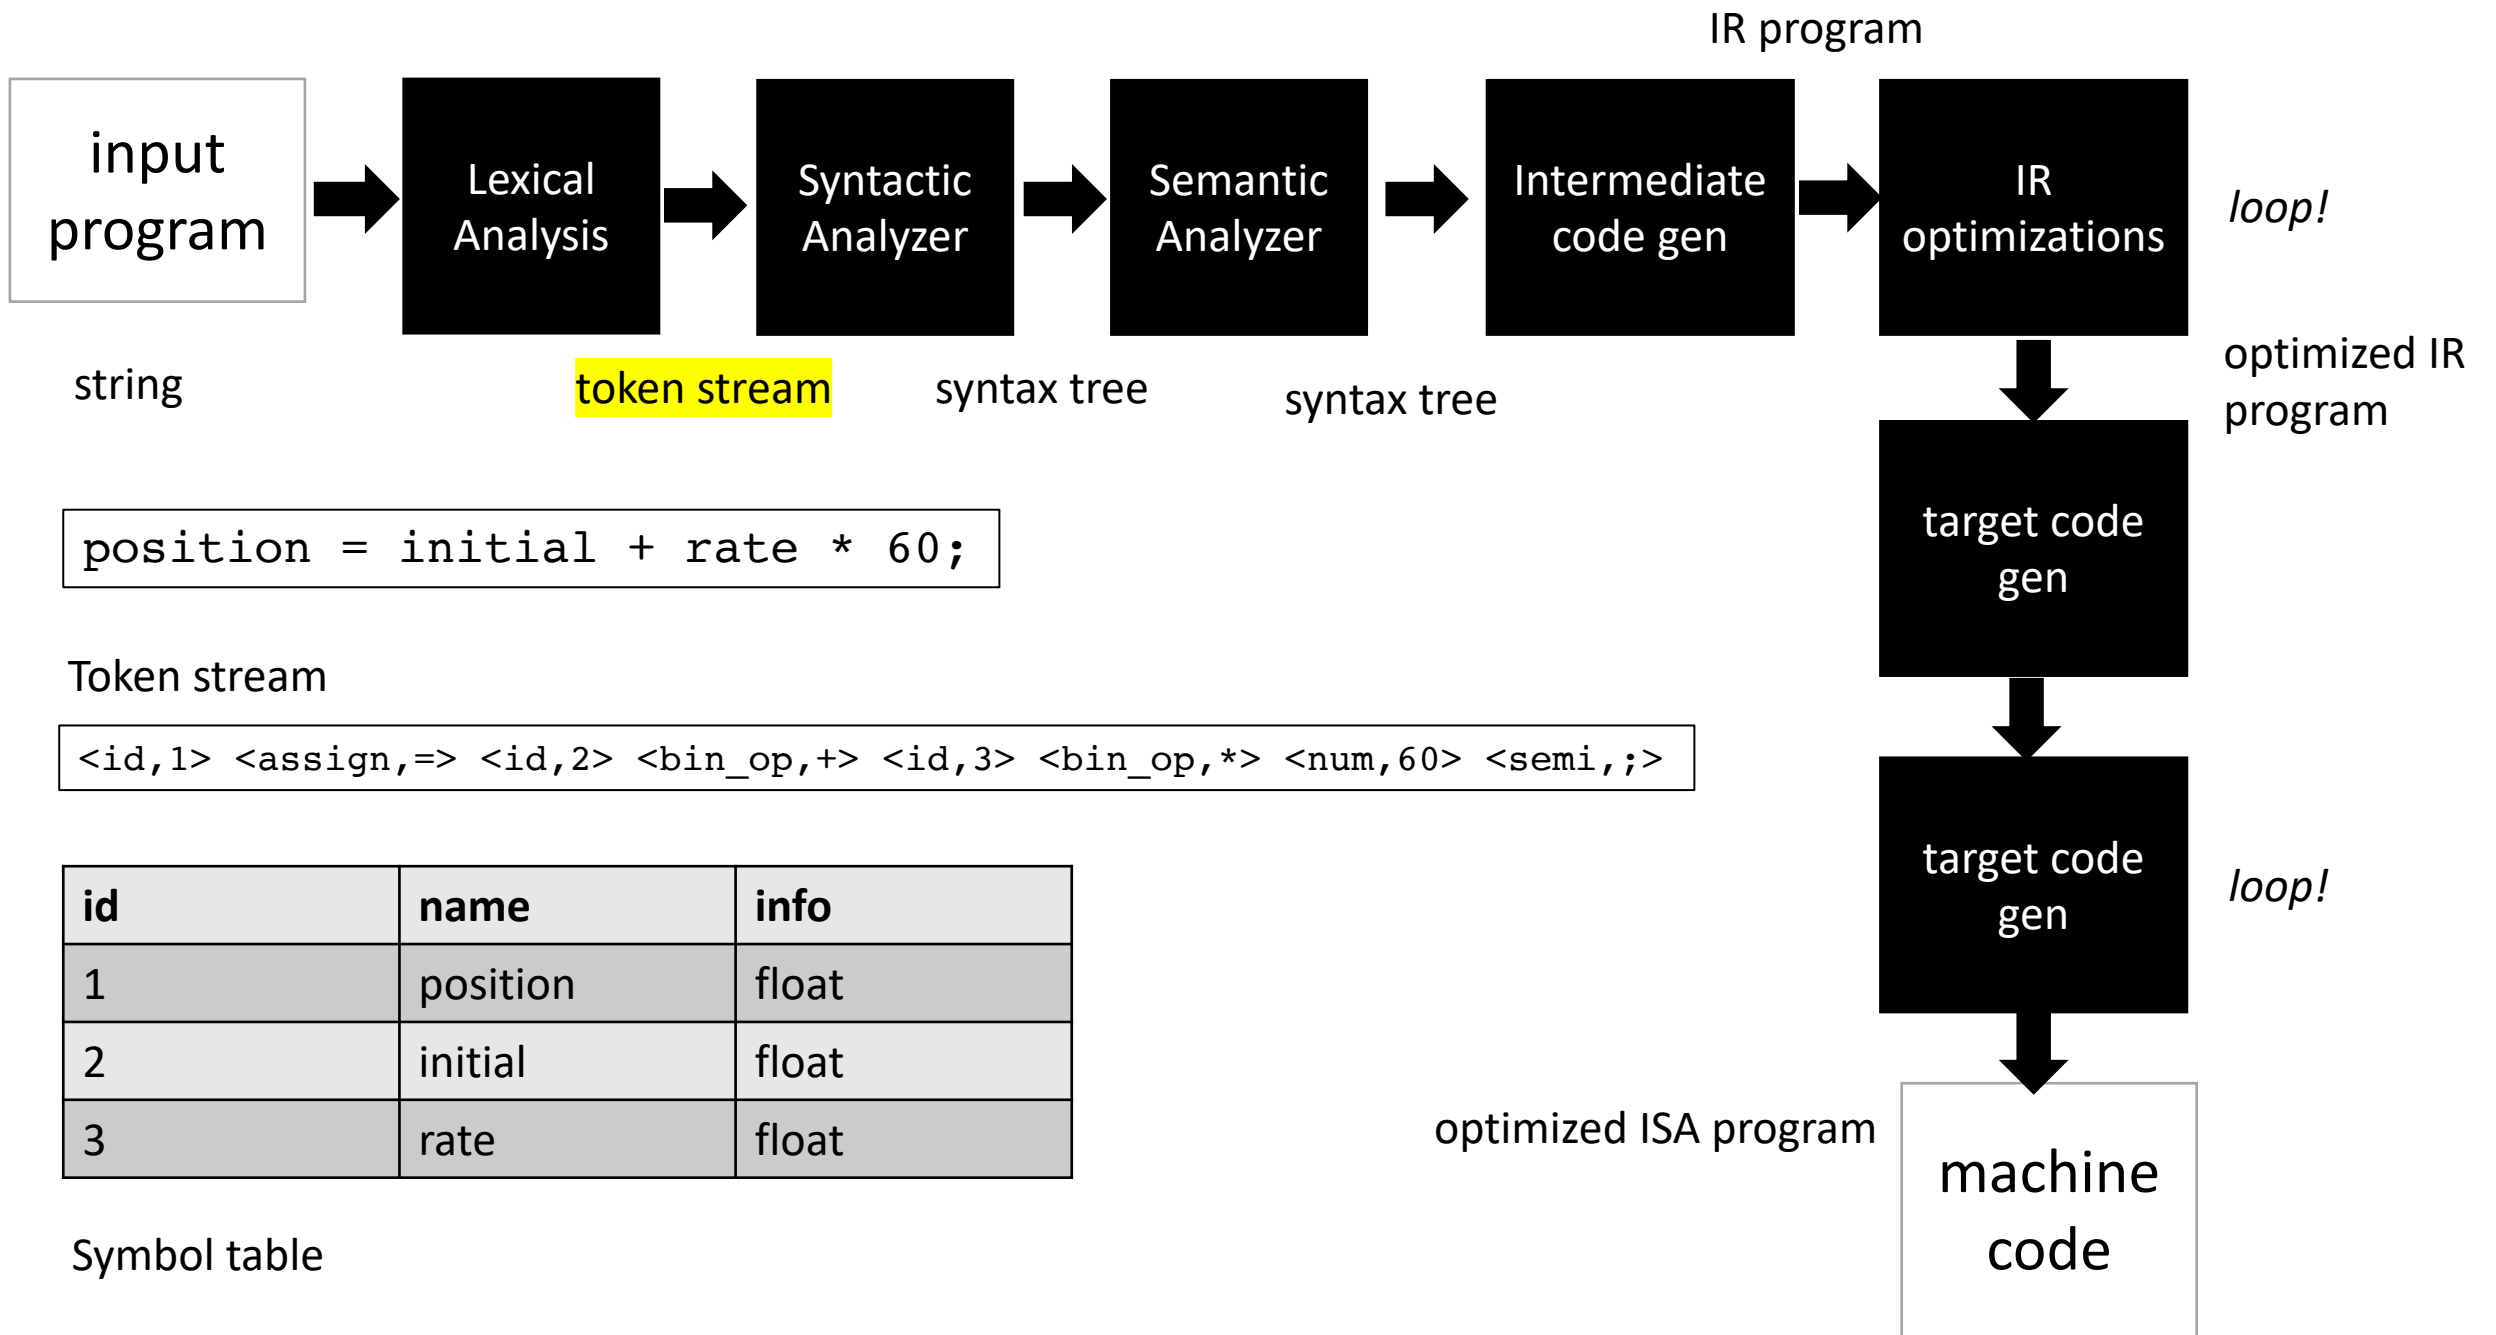 IR program
input
program
Lexical
Analysis
Syntactic
Analyzer
Semantic
Analyzer
Intermediate
code gen
IR
optimizations
loop!
string
token stream
syntax tree
syntax tree
optimized IR
program
target code
gen
position = initial + rate * 60;
Token stream
<id,1> <assign,=> <id,2> <bin_op,+> <id,3> <bin_op,*> <num,60> <semi,;>
target code
gen
loop!
id name info
1 position float
2 initial float
3 rate float
Symbol table
optimized ISA program
machine
code